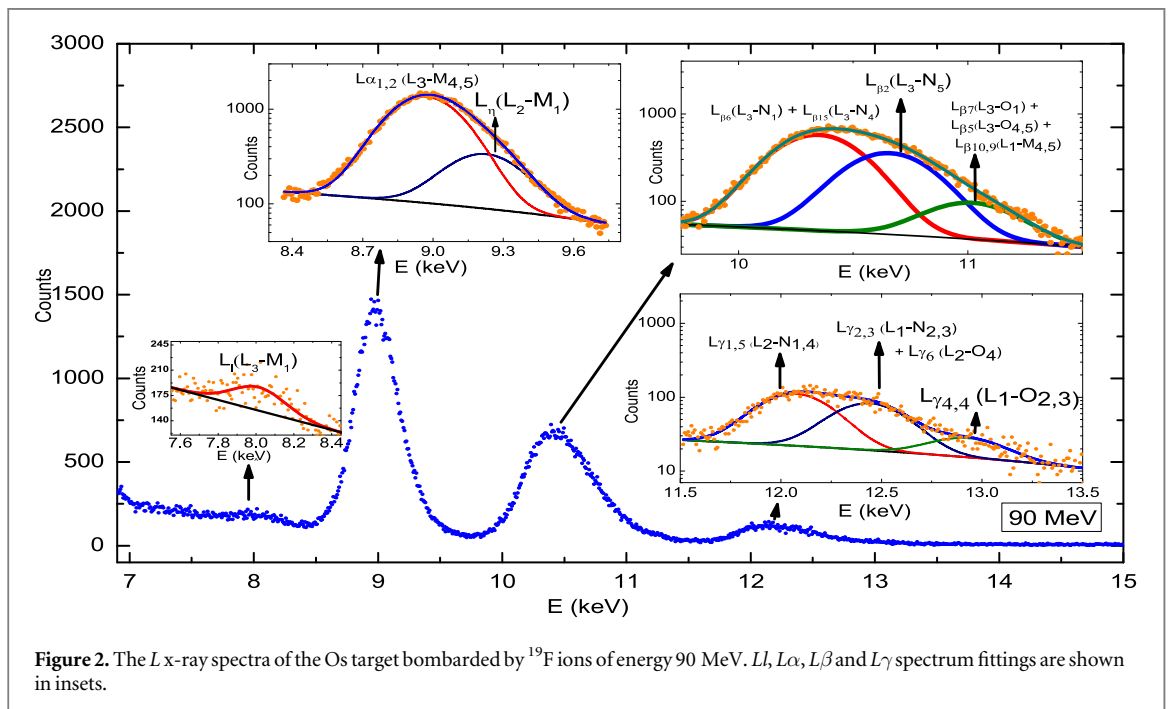 3000
2500
2000
1500
1000
500
0
Counts
7 8 9 10 11 12 13 14 15
E (keV)
Lα1,2 (L3-M4,5)
Lη(L2-M1)
1000
100
Counts
8.4 8.7 9.0 9.3 9.6
E (keV)
Lβ2(L3-N5)
Lβ6(L3-N1) + Lβ15(L3-N4)
Lβ7(L3-O1) +
Lβ5(L3-O4,5) +
Lβ10,9(L1-M4,5)
1000
100
Counts
10 11
E (keV)
245
210
175
140
Counts
Ll(L3-M1)
7.6 7.8 8.0 8.2 8.4
E (keV)
1000
100
10
Counts
Lγ1,5 (L2-N1,4)
Lγ2,3 (L1-N2,3)
+ Lγ6 (L2-O4)
Lγ4,4 (L1-O2,3)
11.5 12.0 12.5 13.0 13.5
E (keV)
90 MeV
Figure 2. The L x-ray spectra of the Os target bombarded by 19F ions of energy 90 MeV. Ll, Lα, Lβ and Lγ spectrum fittings are shown
in insets.